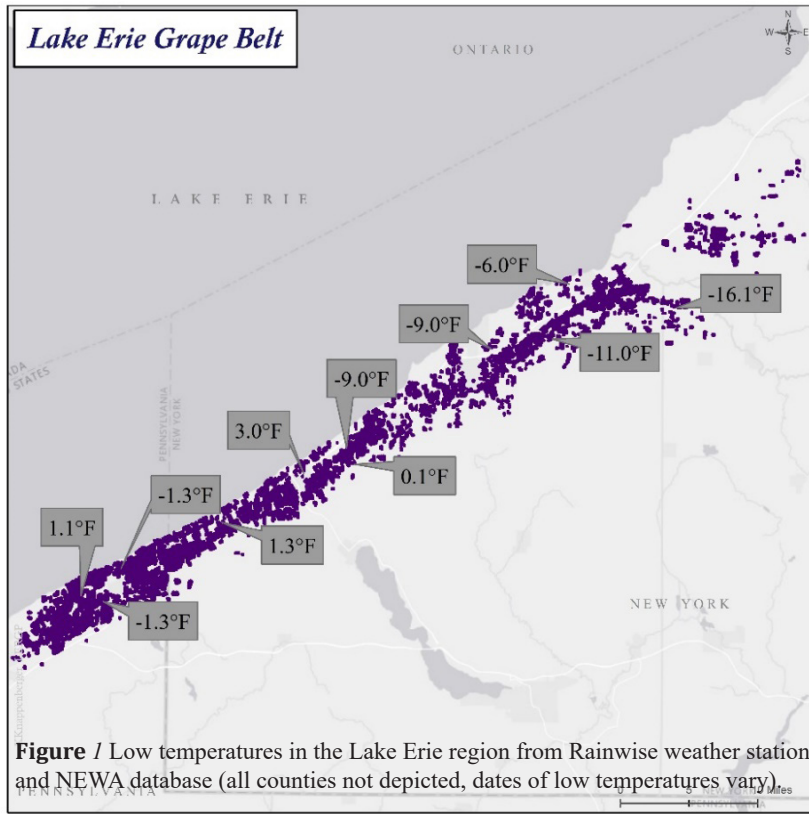 Lake Erie Grape Belt
N
W E
S
ONTARIO
LAKE ERIE
-6.0°F
-16.1°F
-9.0°F
-11.0°F
-9.0°F
3.0°F
0.1°F
-1.3°F
1.1°F
1.3°F
-1.3°F
PENNSYLVANIA
NEW YORK
STATES
NEW YORK
Figure 1 Low temperatures in the Lake Erie region from Rainwise weather station
and NEWA database (all counties not depicted, dates of low temperatures vary).
PENNSYLVANIA
NEW YORK
PENNSYLVANIA
0 5 10 Miles